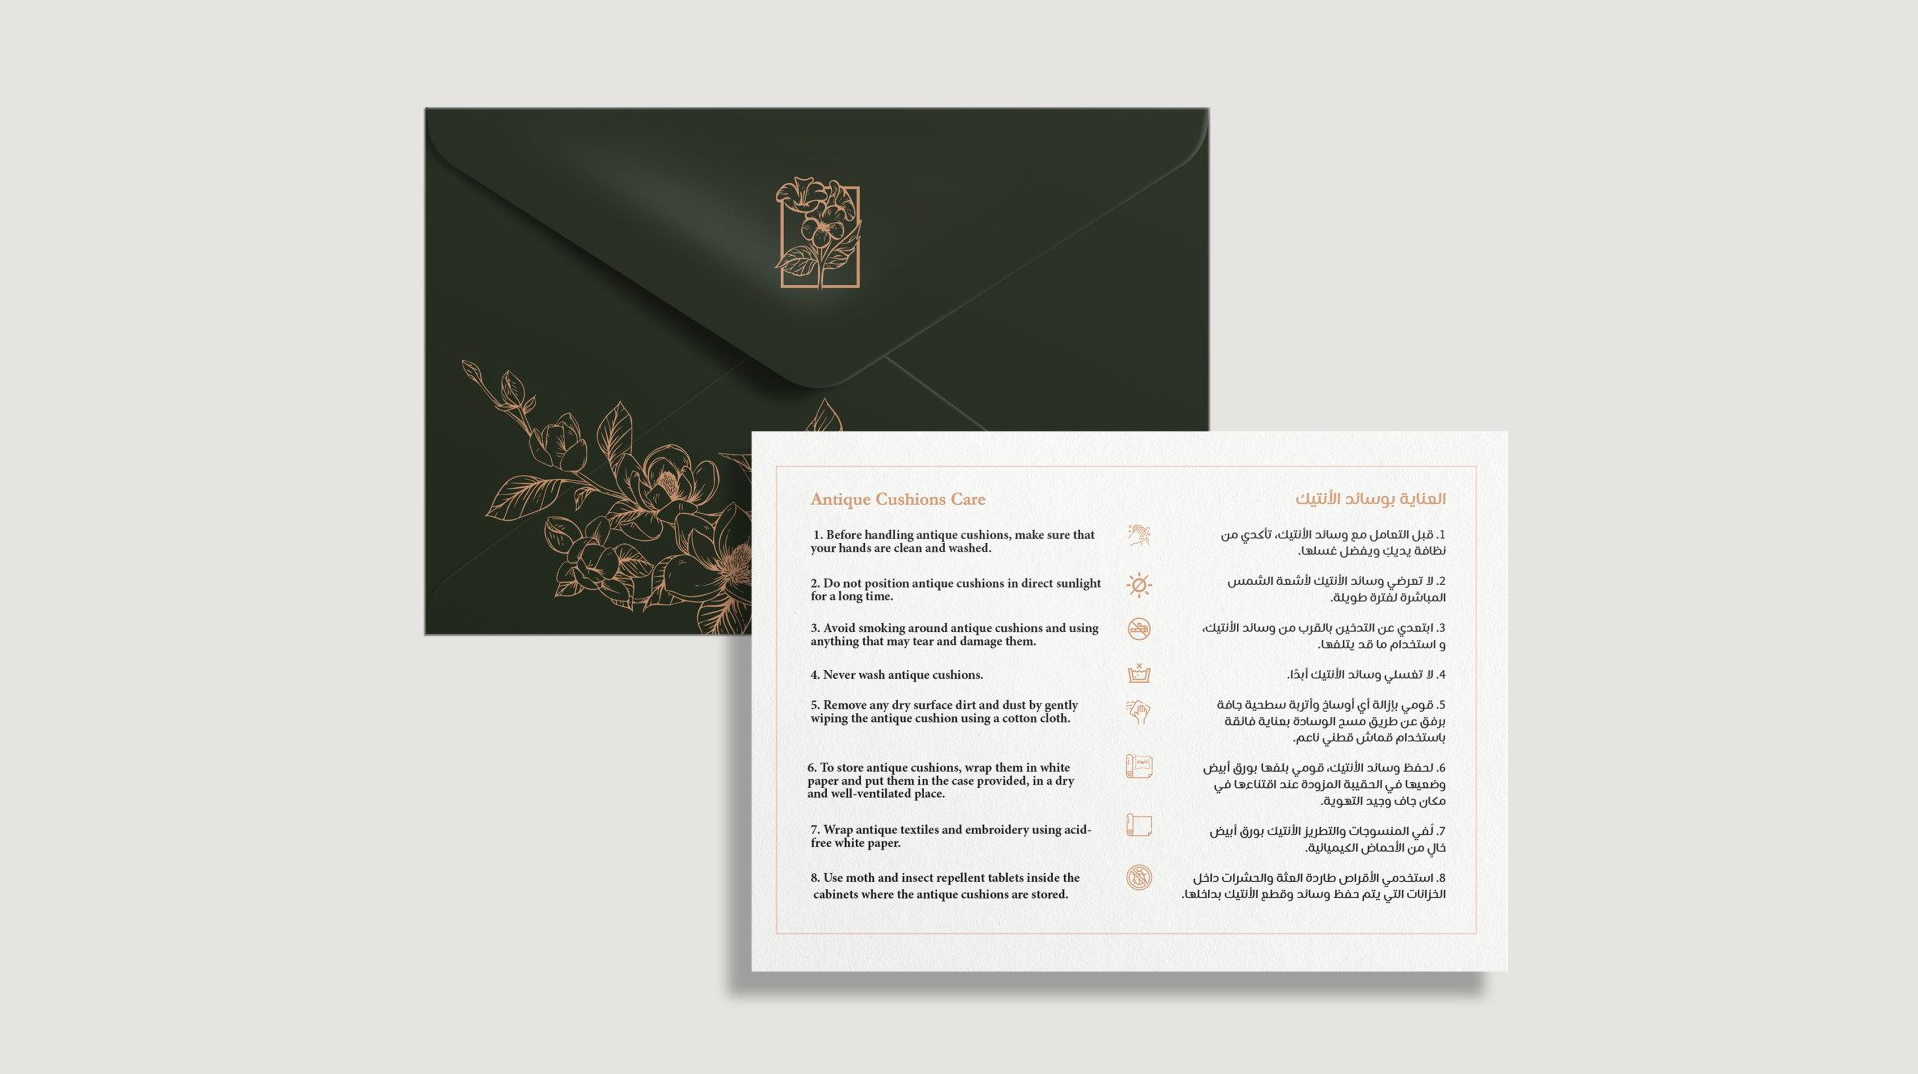 Antique Cushions Care
1. Before handling antique cushions, make sure that
your hands are clean and washed.
2. Do not position antique cushions in direct sunlight
for a long time.
3. Avoid smoking around antique cushions and using
anything that may tear and damage them.
4. Never wash antique cushions.
5. Remove any dry surface dirt and dust by gently
wiping the antique cushion using a cotton cloth.
6. To store antique cushions, wrap them in white
paper and put them in the case provided, in a dry
and well-ventilated place.
7. Wrap antique textiles and embroidery using acid-
free white paper.
8. Use moth and insect repellent tablets inside the
cabinets where the antique cushions are stored.
العناية بوسائد الأنتيك
1. قبل التعامل مع وسائد الأنتيك، تأكدي من
نظافة يديكِ ويفضل غسلها.
2. لا تعرضي وسائد الأنتيك لأشعة الشمس
المباشرة لفترة طويلة.
3. ابتعدي عن التدخين بالقرب من وسائد الأنتيك،
و استخدام ما قد يتلفها.
4. لا تغسلي وسائد الأنتيك أبدًا.
5. قومي بإزالة أي أوساخ وأتربة سطحية جافة
برفق عن طريق مسح الوسادة بعناية فائقة
باستخدام قماش قطني ناعم.
6. لحفظ وسائد الأنتيك، قومي بلفها بورق أبيض
وضعيها في الحقيبة المزودة عند اقتناءها في
مكان جاف وجيد التهوية.
7. لُفي المنسوجات والتطريز الأنتيك بورق أبيض
خالٍ من الأحماض الكيميائية.
8. استخدمي الأقراص طاردة العثة والحشرات داخل
الخزانات التي يتم حفظ وسائد وقطع الأنتيك بداخلها.